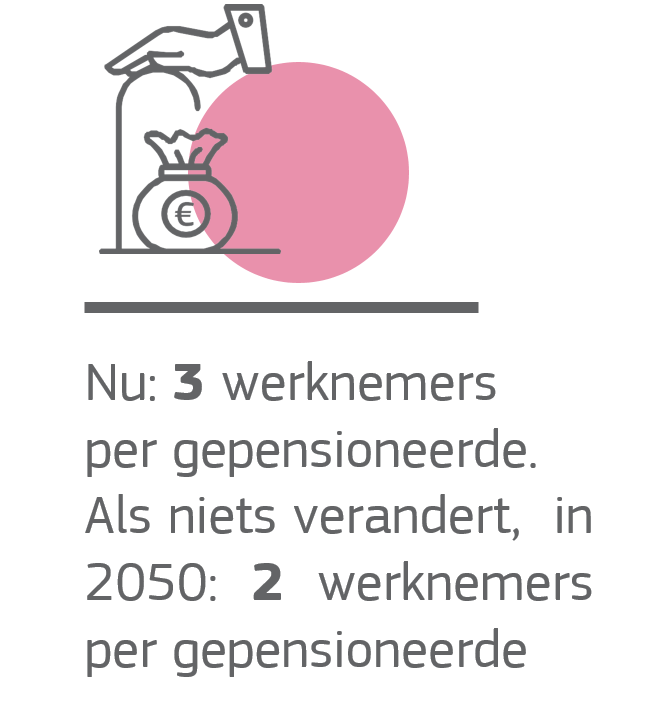 €
Nu: 3 werknemers
per gepensioneerde.
Als niets verandert, in
2050: 2 werknemers
per gepensioneerde